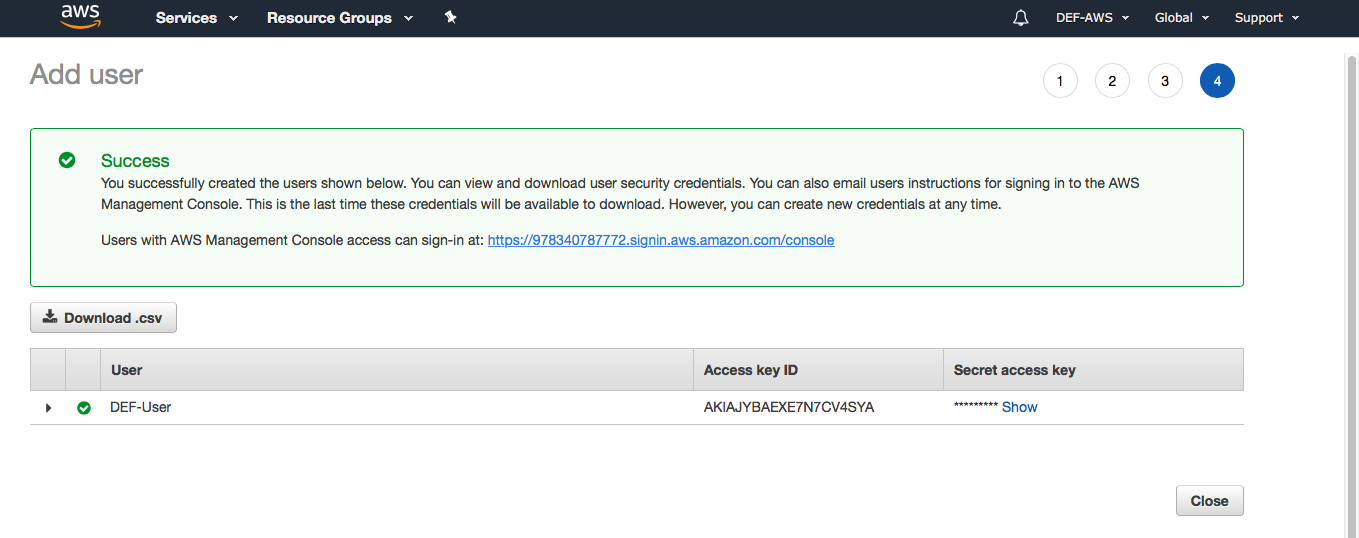 aws Services Resource Groups DEF-AWS Global Support
Add user
1 2 3 4
Success
You successfully created the users shown below. You can view and download user security credentials. You can also email users instructions for signing in to the AWS
Management Console. This is the last time these credentials will be available to download. However, you can create new credentials at any time.
Users with AWS Management Console access can sign-in at: https://978340787772.signin.aws.amazon.com/console
Download .csv
User Access key ID Secret access key
DEF-User AKIAJYBAEXE7N7CV4SYA ********* Show
Close